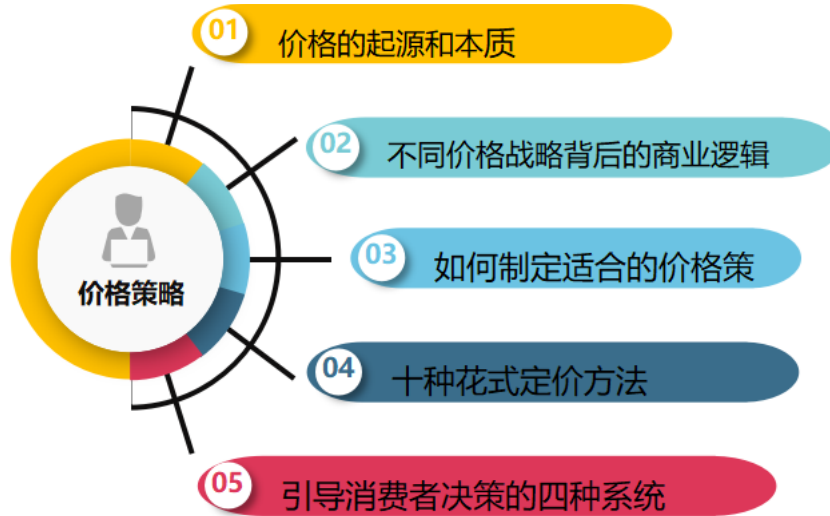 01
价格的起源和本质
02
不同价格战略背后的商业逻辑
03
如何制定适合的价格策
价格策略
04
十种花式定价方法
05
引导消费者决策的四种系统